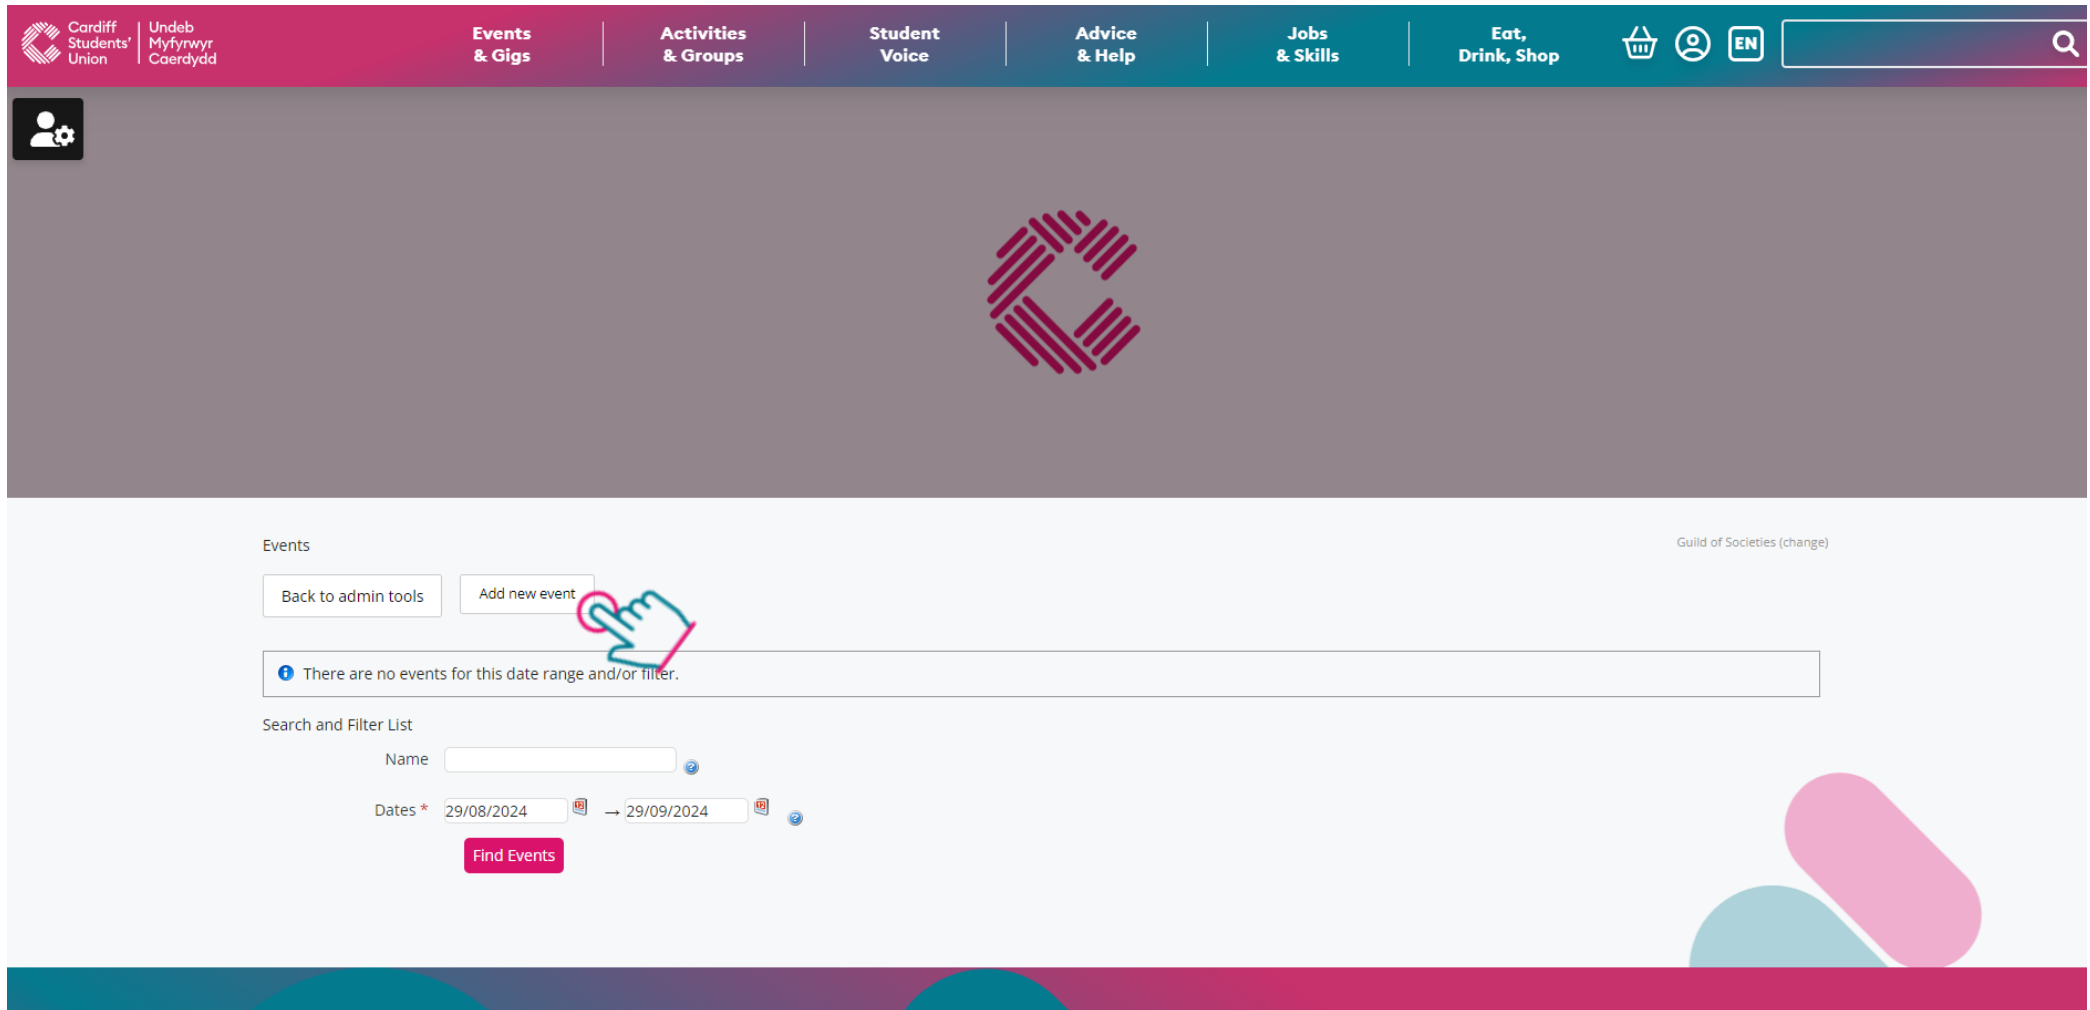 Cardiff
Students'
Union
Undeb
Myfyrwyr
Caerdydd
Events
& Gigs
Activities
& Groups
Student
Voice
Advice
& Help
Jobs
& Skills
Eat,
Drink, Shop
EN
Events
Guild of Societies (change)
Back to admin tools
Add new event
There are no events for this date range and/or filter.
Search and Filter List
Name
Dates * 29/08/2024 → 29/09/2024
Find Events